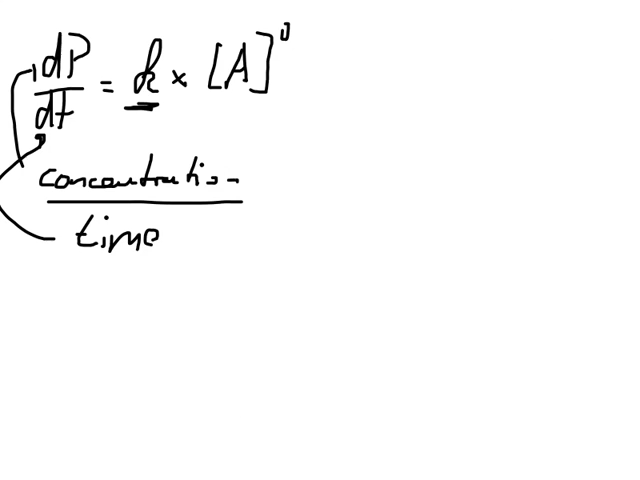 dP/dt = k × [A]⁰
concentration
time